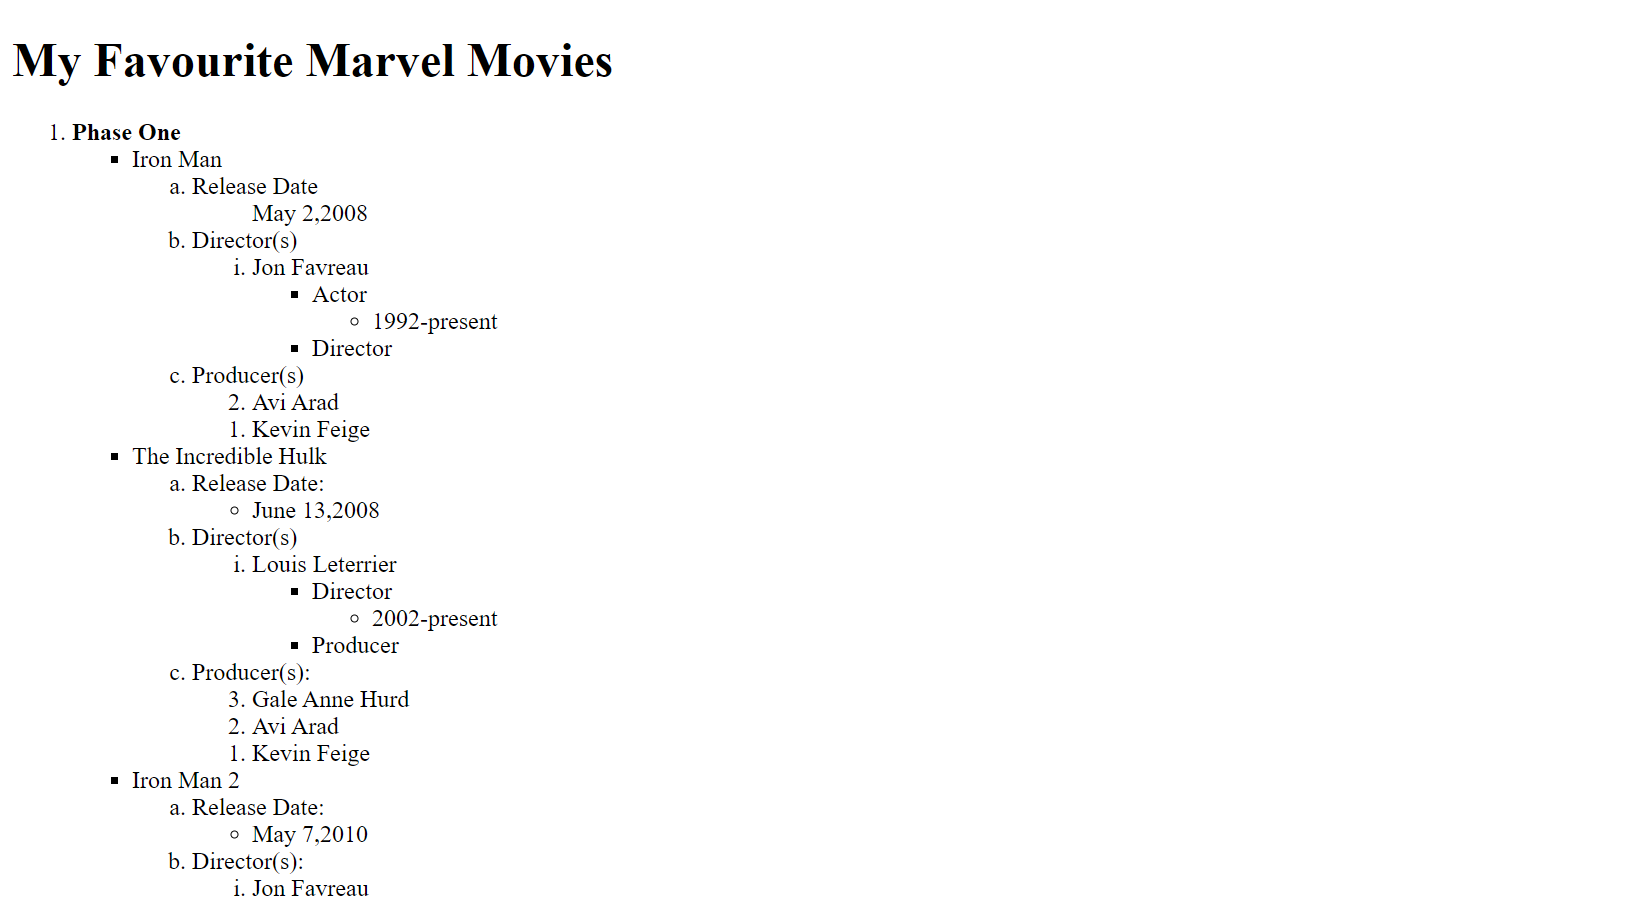 My Favourite Marvel Movies
1. Phase One
▪ Iron Man
a. Release Date
May 2,2008
b. Director(s)
i. Jon Favreau
▪ Actor
○ 1992-present
▪ Director
c. Producer(s)
2. Avi Arad
1. Kevin Feige
▪ The Incredible Hulk
a. Release Date:
○ June 13,2008
b. Director(s)
i. Louis Leterrier
▪ Director
○ 2002-present
▪ Producer
c. Producer(s):
3. Gale Anne Hurd
2. Avi Arad
1. Kevin Feige
▪ Iron Man 2
a. Release Date:
○ May 7,2010
b. Director(s):
i. Jon Favreau